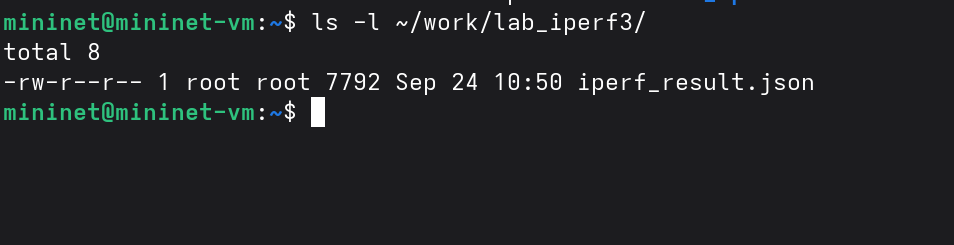 mininet@mininet-vm:~$ ls -l ~/work/lab_iperf3/
total 8
-rw-r--r-- 1 root root 7792 Sep 24 10:50 iperf_result.json
mininet@mininet-vm:~$